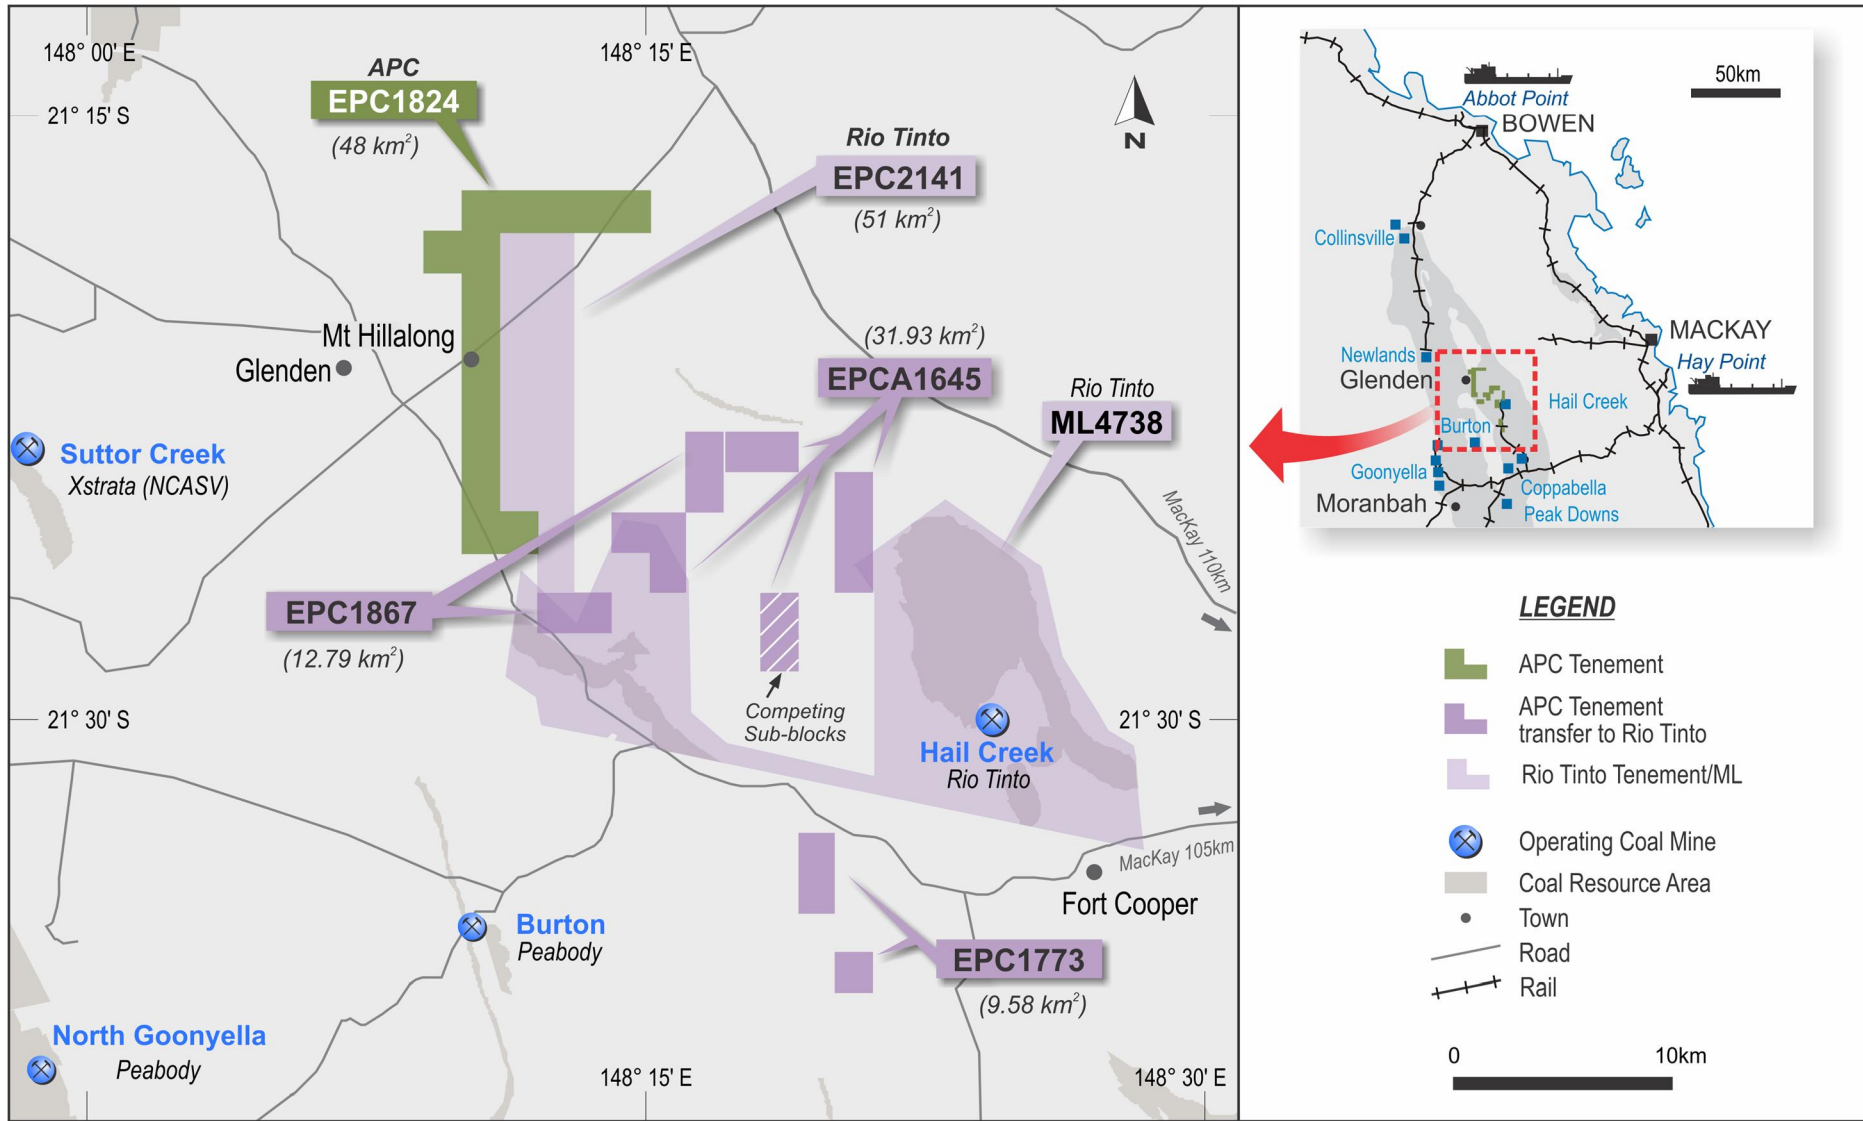 148° 00' E
148° 15' E
21° 15' S
APC
EPC1824
(48 km²)
Rio Tinto
EPC2141
(51 km²)
N
Mt Hillalong
Glenden
(31.93 km²)
EPCA1645
Rio Tinto
ML4738
Suttor Creek
Xstrata (NCASV)
MacKay 110km
EPC1867
(12.79 km²)
Competing
Sub-blocks
21° 30' S
21° 30' S
Hail Creek
Rio Tinto
MacKay 105km
Fort Cooper
Burton
Peabody
EPC1773
(9.58 km²)
North Goonyella
Peabody
148° 15' E
148° 30' E
50km
Abbot Point
BOWEN
Collinsville
MACKAY
Hay Point
Newlands
Glenden
Hail Creek
Burton
Goonyella
Coppabella
Moranbah
Peak Downs
LEGEND
APC Tenement
APC Tenement
transfer to Rio Tinto
Rio Tinto Tenement/ML
Operating Coal Mine
Coal Resource Area
Town
Road
Rail
0 10km